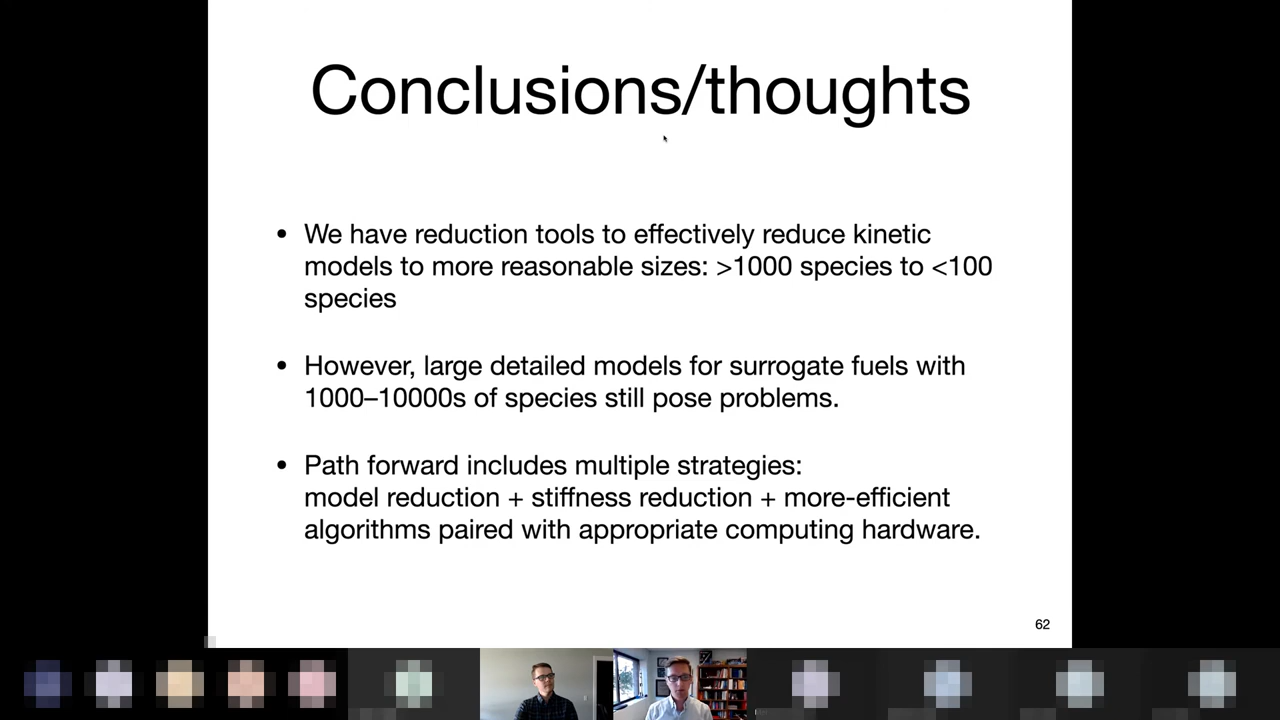 Conclusions/thoughts
• We have reduction tools to effectively reduce kinetic
models to more reasonable sizes: >1000 species to <100
species
• However, large detailed models for surrogate fuels with
1000–10000s of species still pose problems.
• Path forward includes multiple strategies:
model reduction + stiffness reduction + more-efficient
algorithms paired with appropriate computing hardware.
62